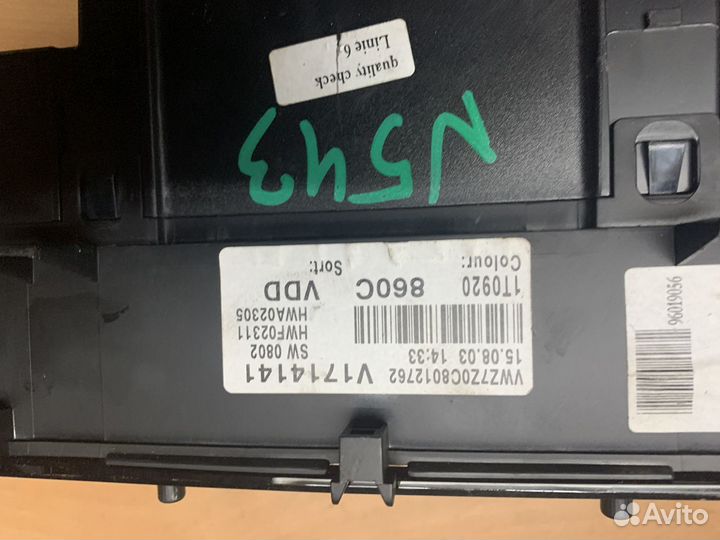 VWZ7Z0C8012762 V1714141
15.08.03 14:33 SW 0802
HWF02311
HWA02305
1T0920 860C VDD
Colour: Sort:
96019056
N543
quality check
Linie 6
Avito